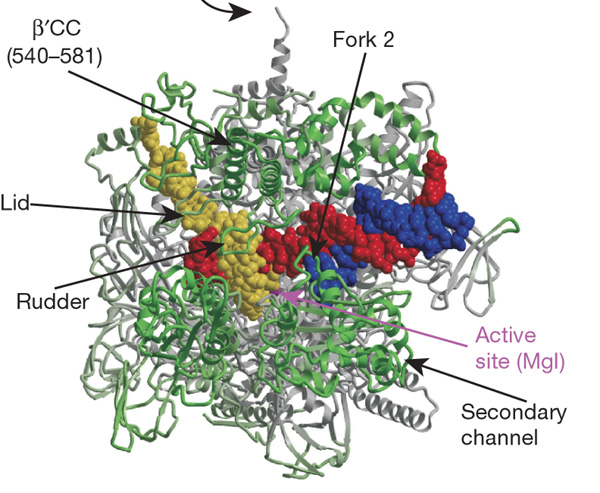 β′CC
(540–581)
Fork 2
Lid
Rudder
Active
site (MgI)
Secondary
channel